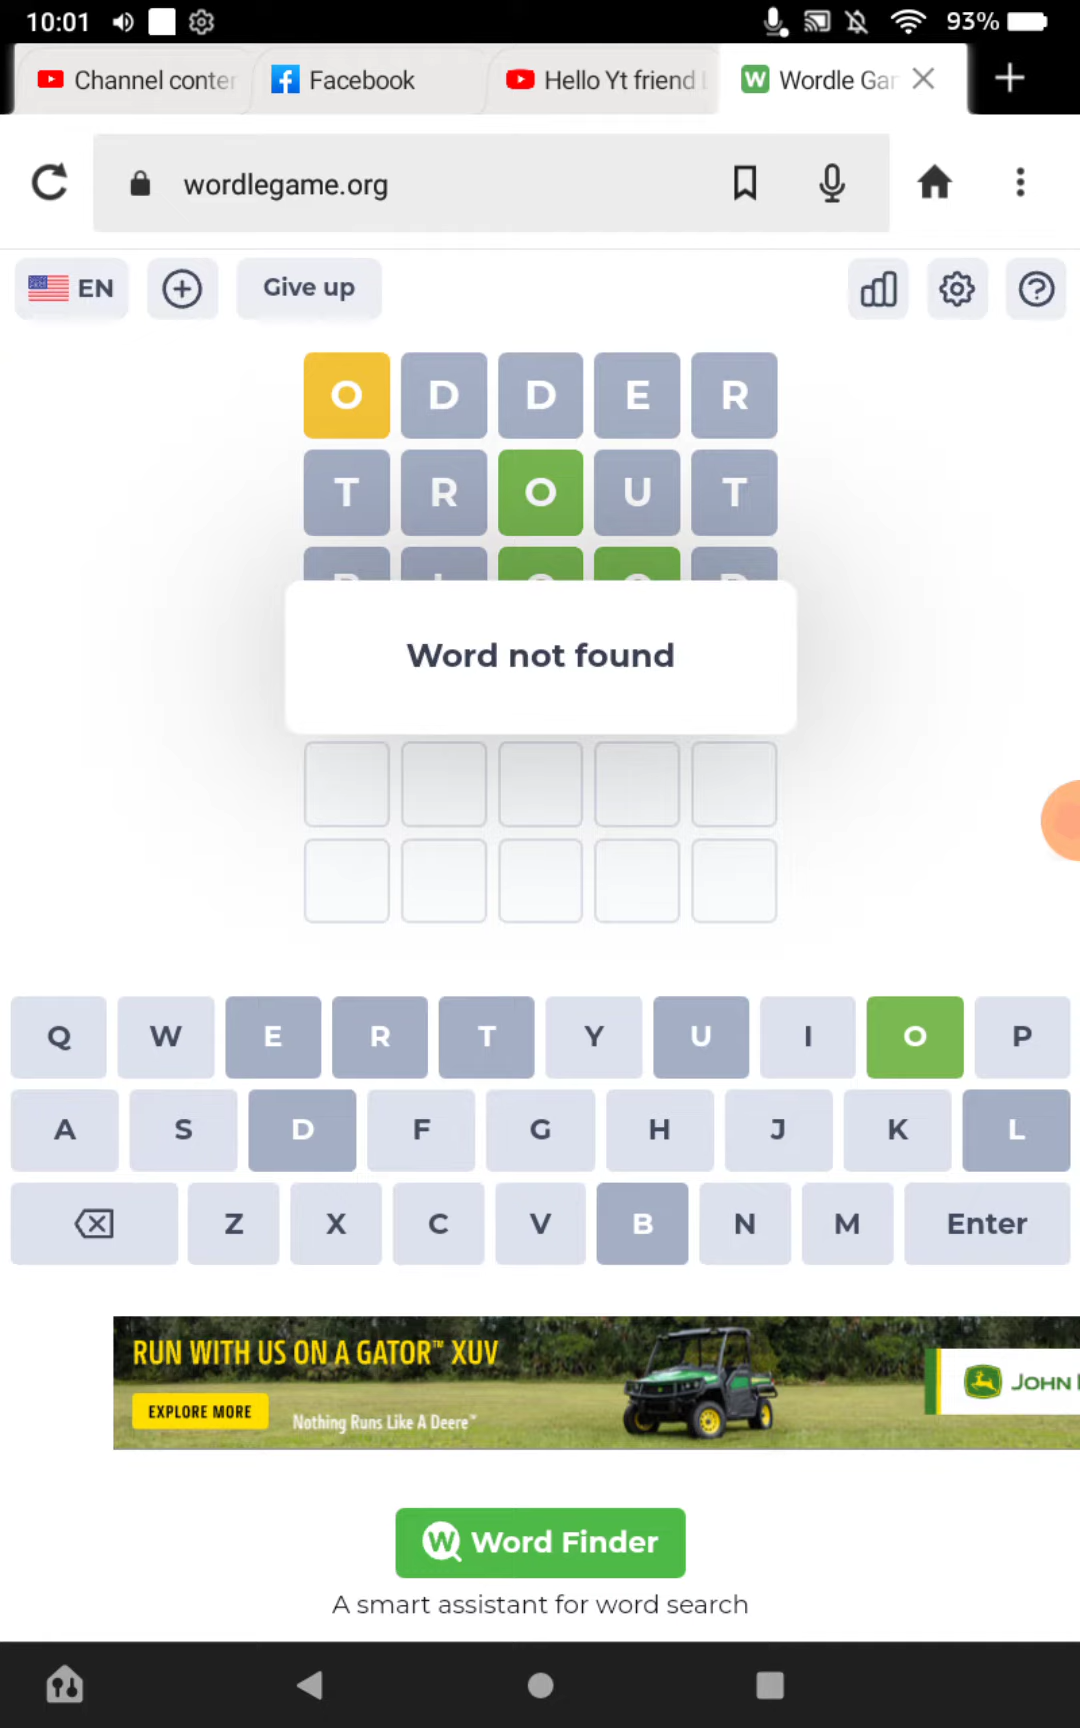 10:01 93%
Channel conter Facebook Hello Yt friend Wordle Gar
wordlegame.org
EN Give up
O D D E R
T R O U T
Word not found
Q W E R T Y U I O P
A S D F G H J K L
Z X C V B N M Enter
RUN WITH US ON A GATOR™ XUV
EXPLORE MORE Nothing Runs Like A Deere™
JOHN
Word Finder
A smart assistant for word search